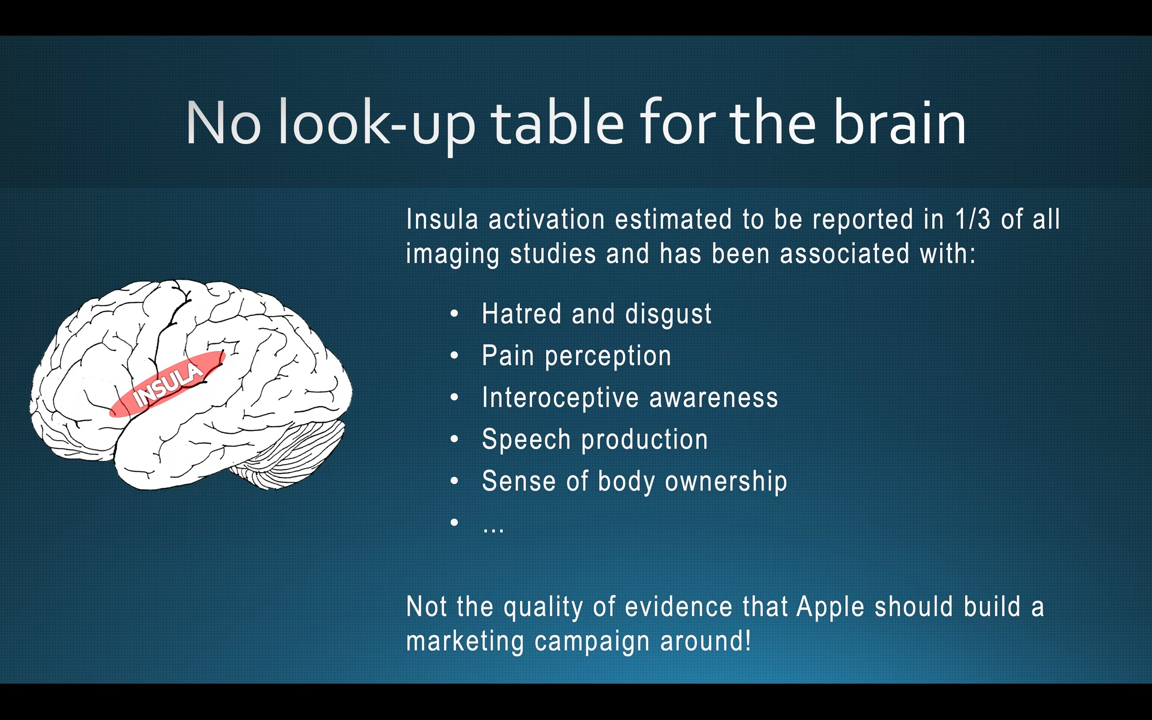 No look-up table for the brain
Insula activation estimated to be reported in 1/3 of all
imaging studies and has been associated with:
• Hatred and disgust
• Pain perception
• Interoceptive awareness
• Speech production
• Sense of body ownership
• ...
INSULA
Not the quality of evidence that Apple should build a
marketing campaign around!